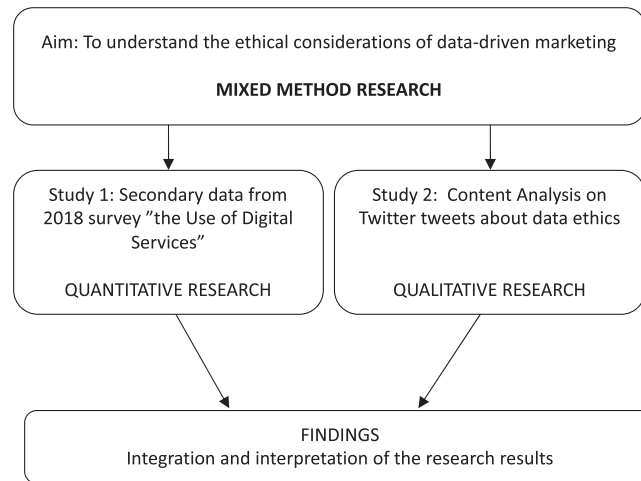 Aim: To understand the ethical considerations of data-driven marketing
MIXED METHOD RESEARCH
Study 1: Secondary data from
2018 survey ”the Use of Digital
Services”
QUANTITATIVE RESEARCH
Study 2:  Content Analysis on
Twitter tweets about data ethics
QUALITATIVE RESEARCH
FINDINGS
Integration and interpretation of the research results